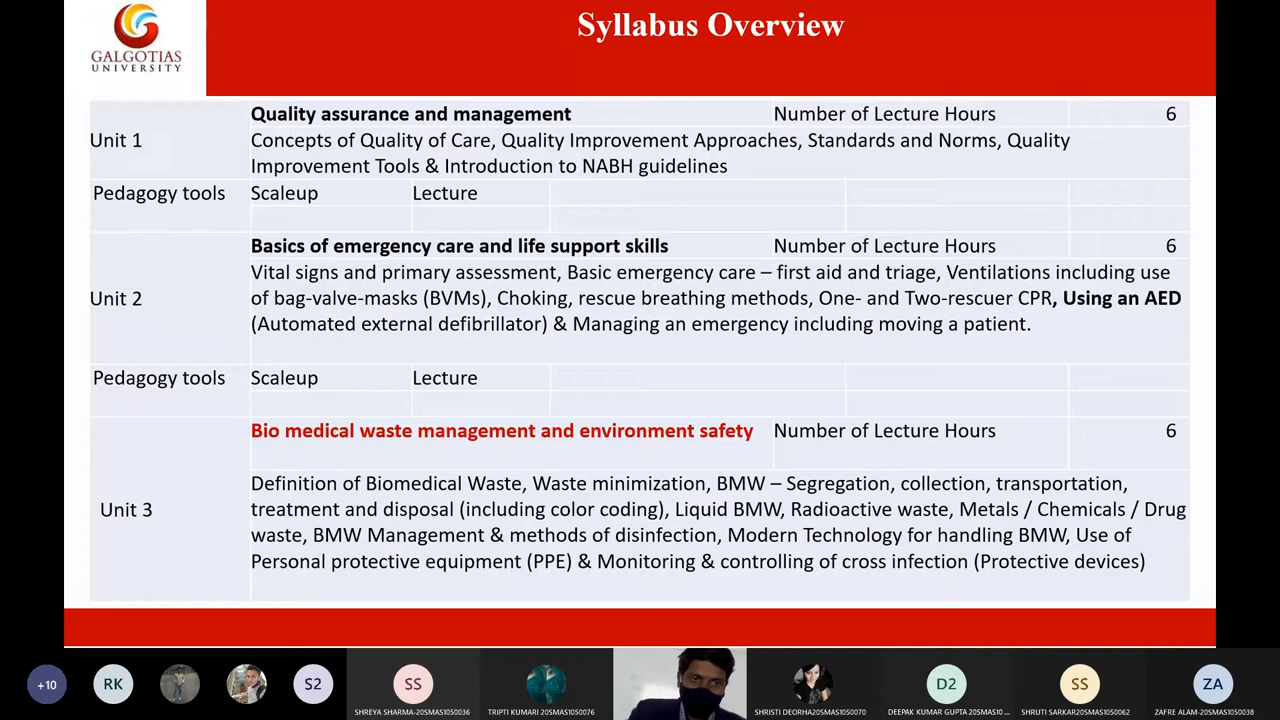 Syllabus Overview
GALGOTIAS
UNIVERSITY
Quality assurance and management Number of Lecture Hours 6
Unit 1
Concepts of Quality of Care, Quality Improvement Approaches, Standards and Norms, Quality
Improvement Tools & Introduction to NABH guidelines
Pedagogy tools Scaleup Lecture
Basics of emergency care and life support skills Number of Lecture Hours 6
Unit 2
Vital signs and primary assessment, Basic emergency care – first aid and triage, Ventilations including use
of bag-valve-masks (BVMs), Choking, rescue breathing methods, One- and Two-rescuer CPR, Using an AED
(Automated external defibrillator) & Managing an emergency including moving a patient.
Pedagogy tools Scaleup Lecture
Bio medical waste management and environment safety Number of Lecture Hours 6
Unit 3
Definition of Biomedical Waste, Waste minimization, BMW – Segregation, collection, transportation,
treatment and disposal (including color coding), Liquid BMW, Radioactive waste, Metals / Chemicals / Drug
waste, BMW Management & methods of disinfection, Modern Technology for handling BMW, Use of
Personal protective equipment (PPE) & Monitoring & controlling of cross infection (Protective devices)
+10 RK S2 SS D2 SS ZA
SHREYA SHARMA-20SMAS1050036 TRIPTI KUMARI 20SMAS1050076 SHRISTI DEORHA20SMAS1050070 DEEPAK KUMAR GUPTA 20SMAS10 ... SHRUTI SARKAR20SMAS1050062 ZAFRE ALAM-20SMAS1050038